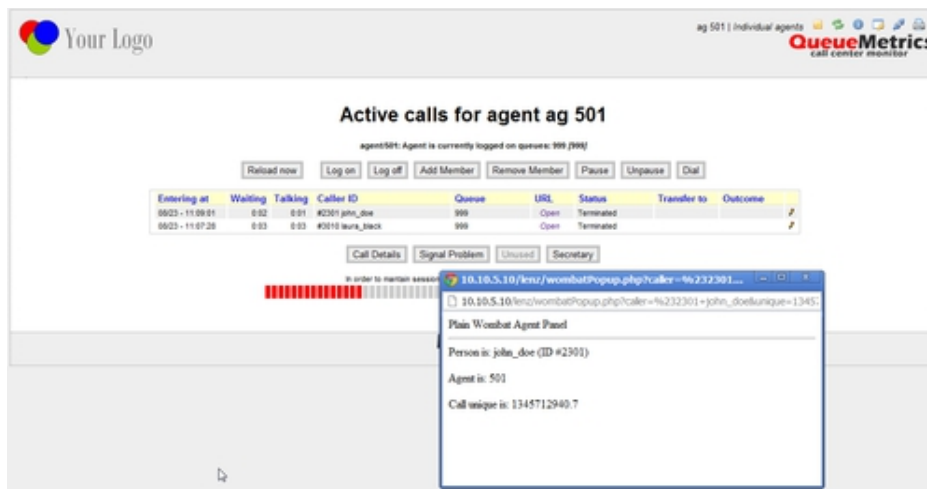 Your Logo
ag 501 | Individual agents
QueueMetrics
call center monitor
Active calls for agent ag 501
agent/501: Agent is currently logged on queues: 999 [999]
Reload now Log on Log off Add Member Remove Member Pause Unpause Dial
Entering at Waiting Talking Caller ID Queue URL Status Transfer to Outcome
08/23 - 11:09:01 0:02 0:01 #2301 john_doe 999 Open Terminated
08/23 - 11:07:28 0:03 0:03 #3010 laura_black 999 Open Terminated
Call Details Signal Problem Unused Secretary
In order to mantain session
10.10.5.10/lenz/wombatPopup.php?caller=%232301...
10.10.5.10/lenz/wombatPopup.php?caller=%232301+john_doe&unique=1345
Plain Wombat Agent Panel
Person is: john_doe (ID #2301)
Agent is: 501
Call unique is: 1345712940.7